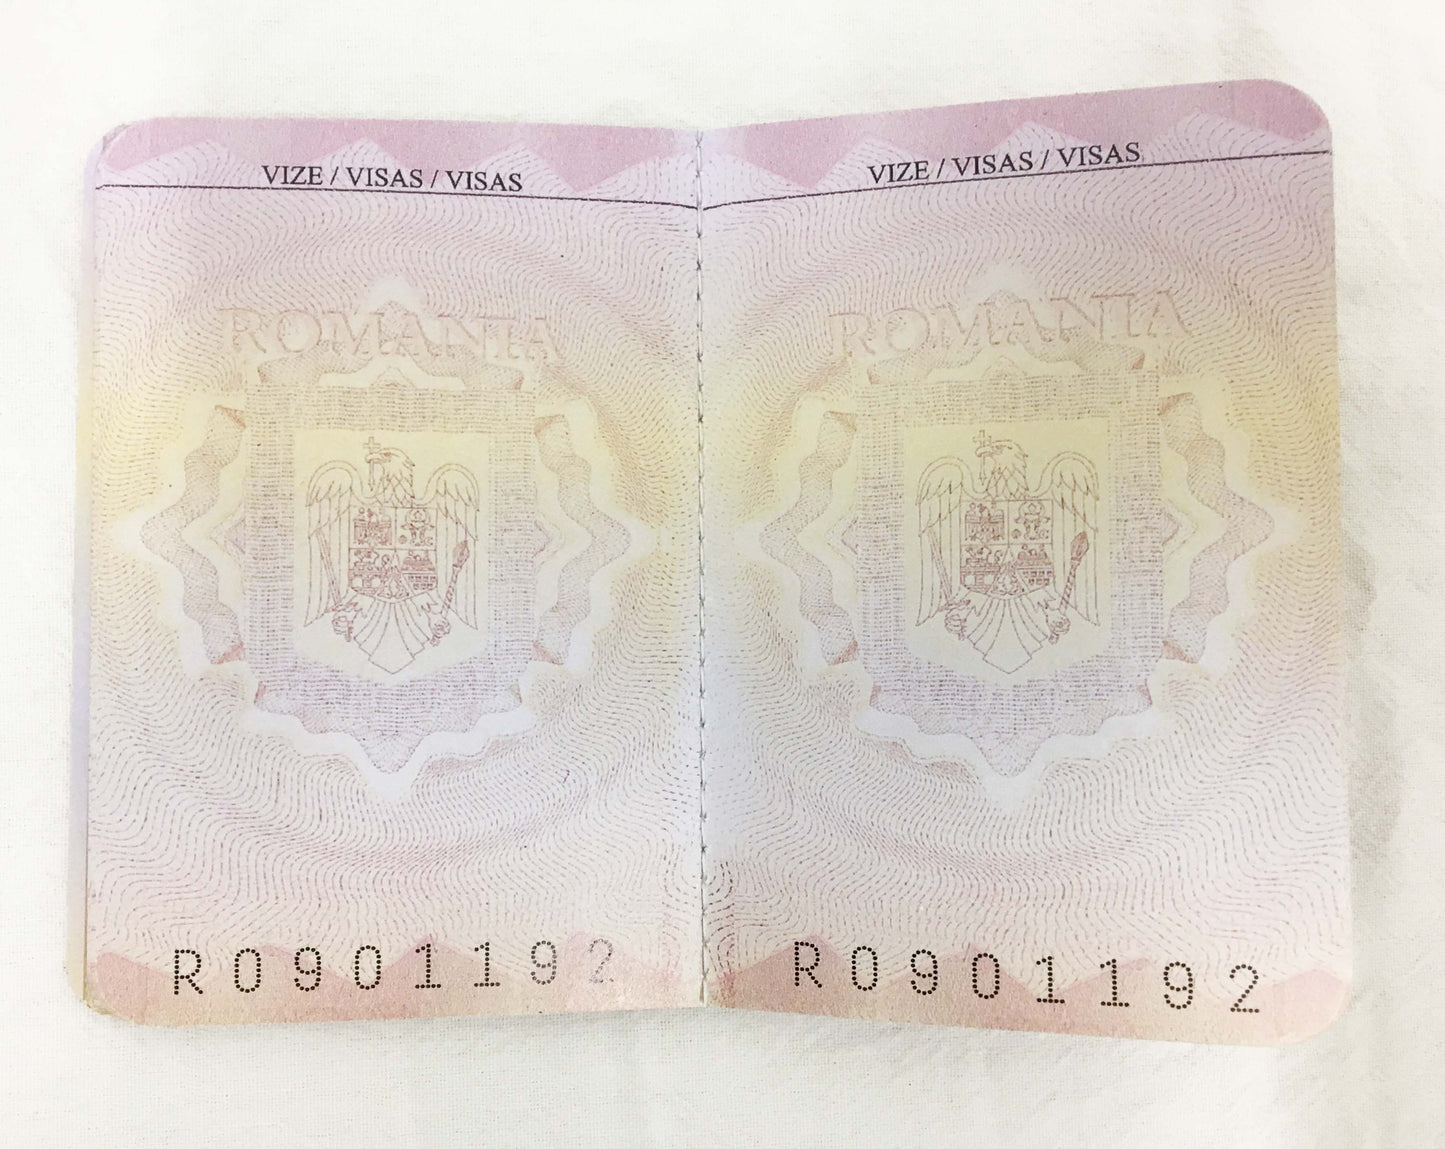 VIZE / VISAS / VISAS
ROMANIA
R0901192
VIZE / VISAS / VISAS
ROMANIA
R0901192